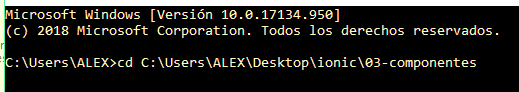 Microsoft Windows [Versión 10.0.17134.950]
(c) 2018 Microsoft Corporation. Todos los derechos reservados.
C:\Users\ALEX>cd C:\Users\ALEX\Desktop\ionic\03-componentes